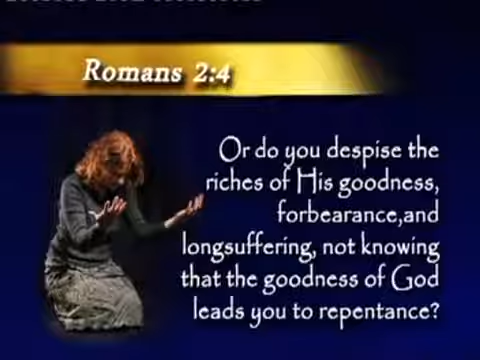 Romans 2:4
Or do you despise the
riches of His goodness,
forbearance,and
longsuffering, not knowing
that the goodness of God
leads you to repentance?